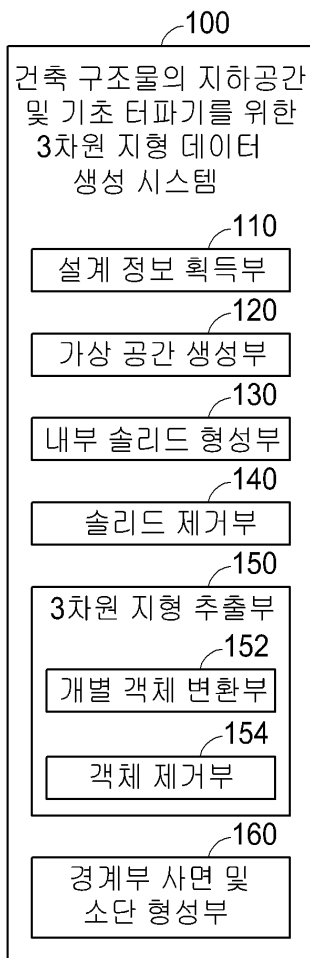 100
건축 구조물의 지하공간
및 기초 터파기를 위한
3차원 지형 데이터
생성 시스템
110
설계 정보 획득부
120
가상 공간 생성부
130
내부 솔리드 형성부
140
솔리드 제거부
150
3차원 지형 추출부
152
개별 객체 변환부
154
객체 제거부
160
경계부 사면 및
소단 형성부